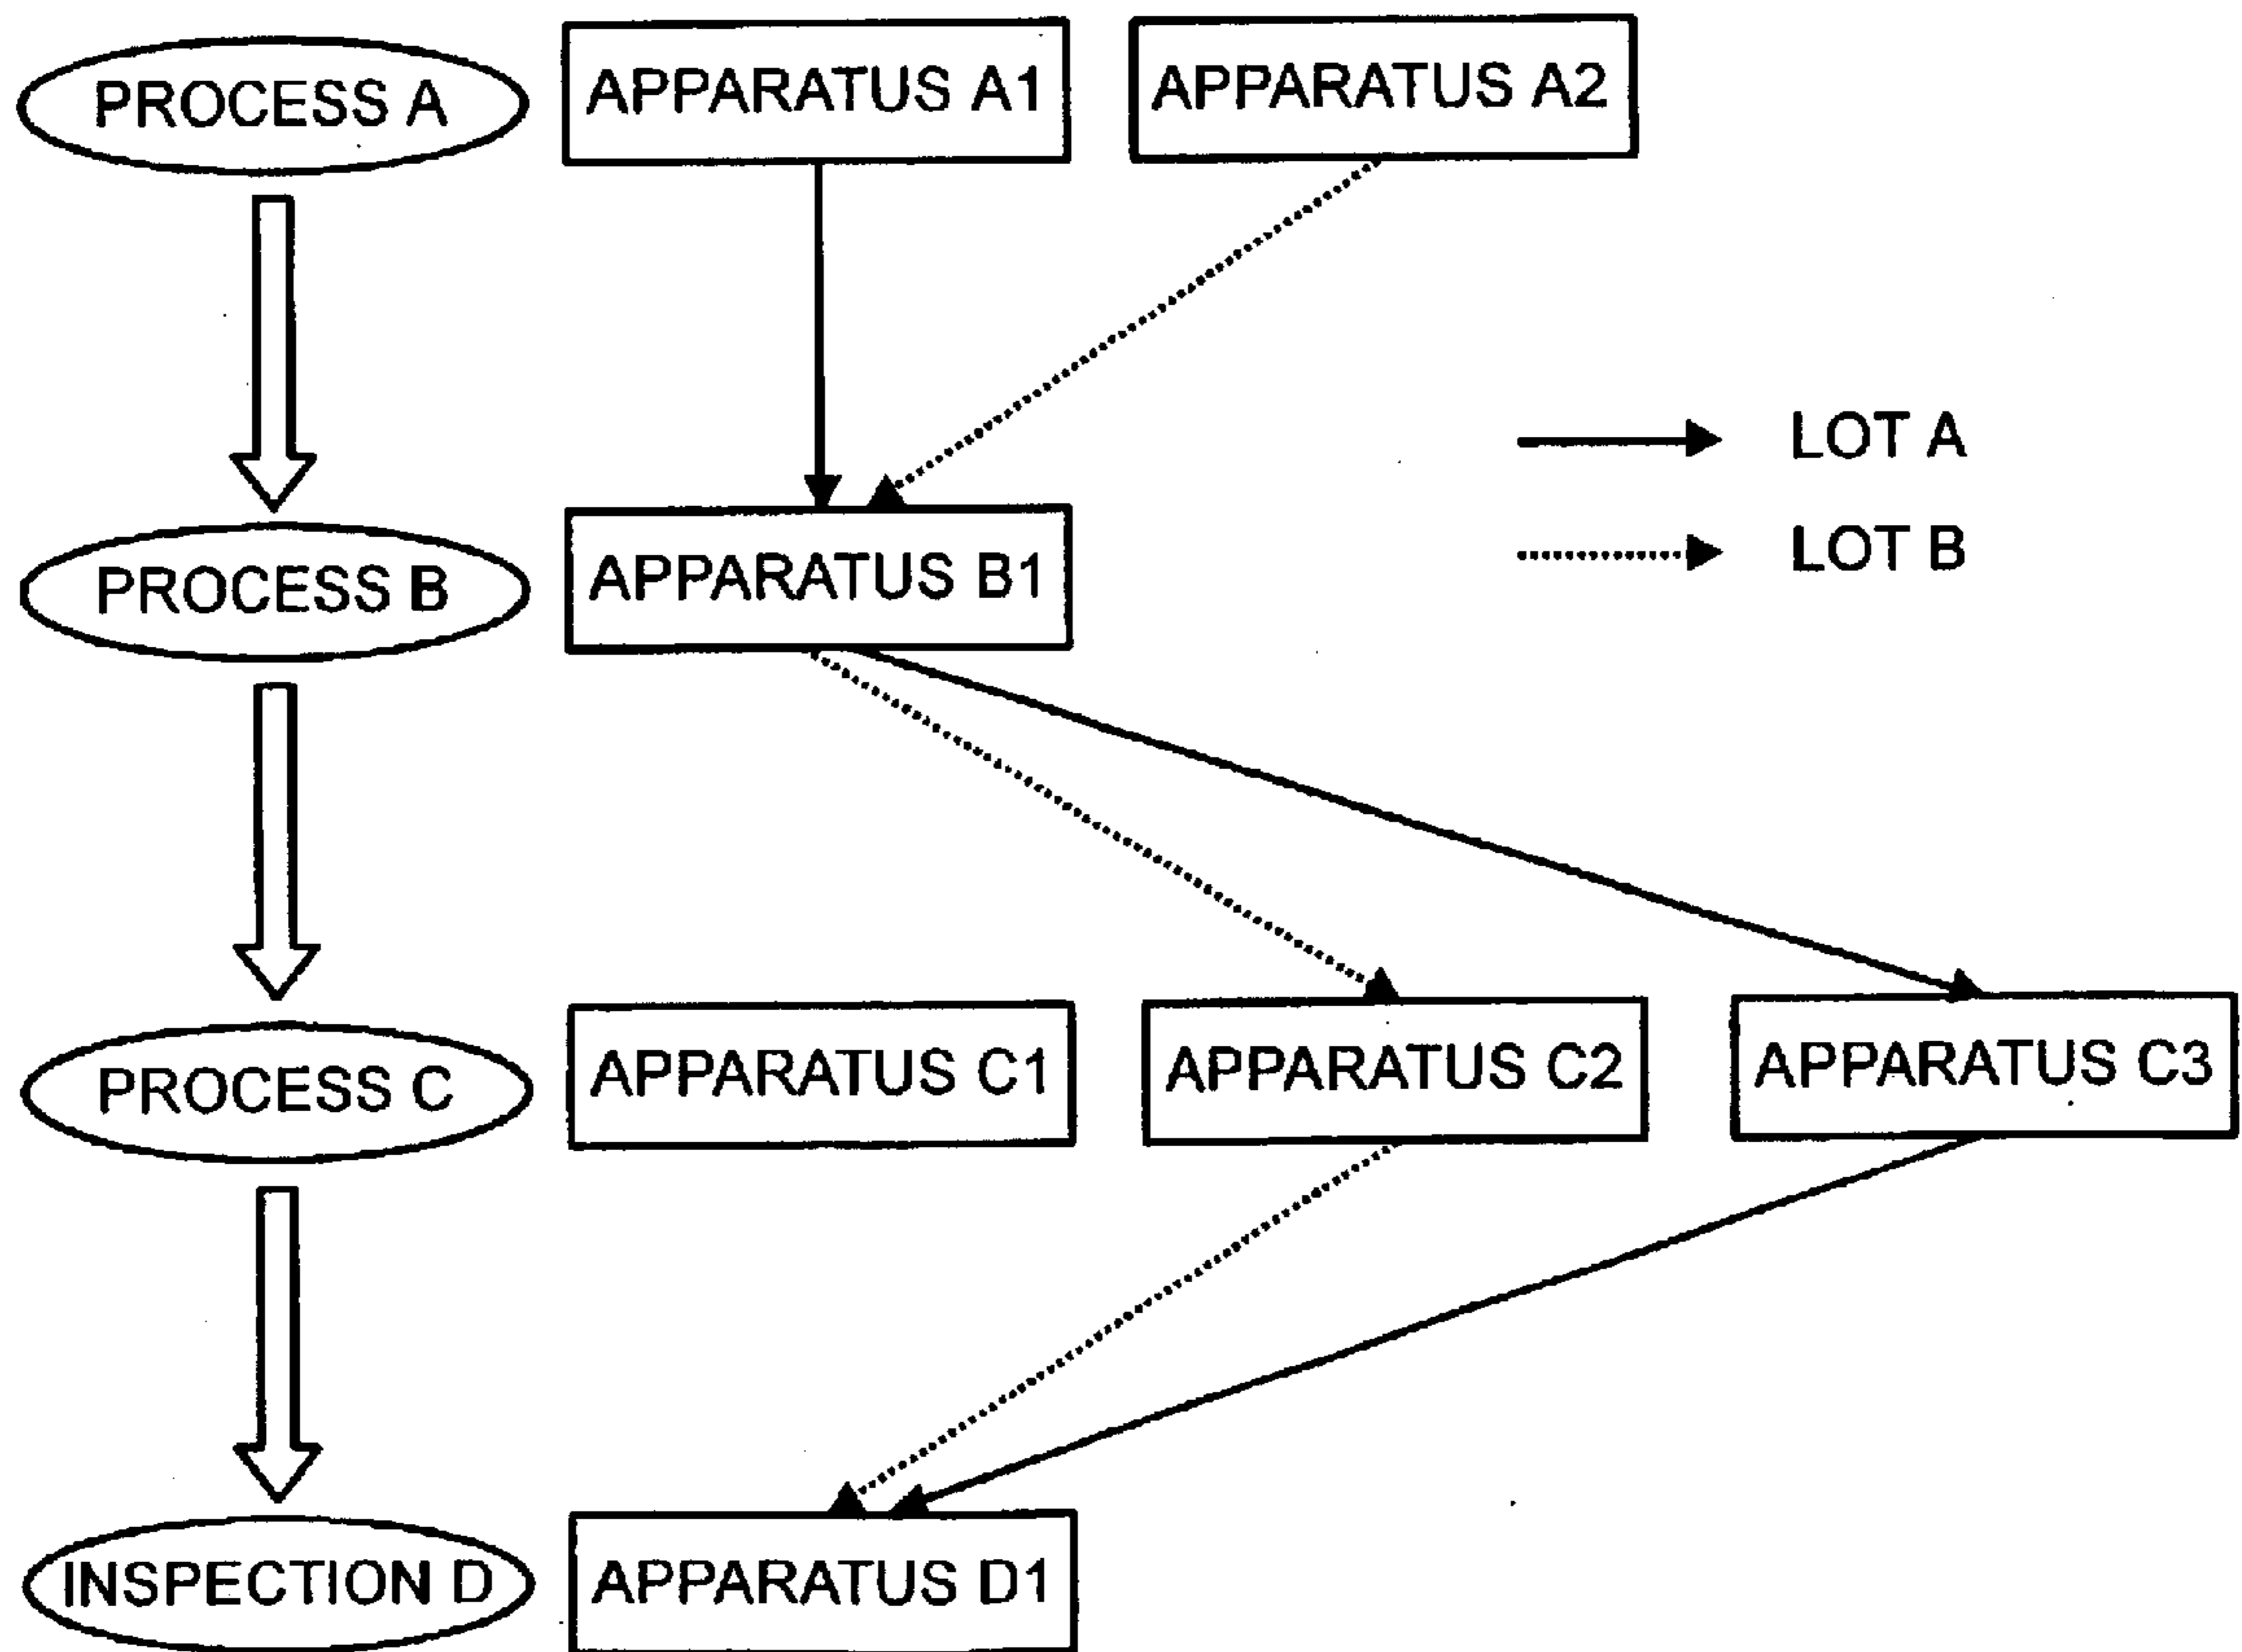 PROCESS A
APPARATUS A1
APPARATUS A2
LOT A
LOT B
PROCESS B
APPARATUS B1
PROCESS C
APPARATUS C1
APPARATUS C2
APPARATUS C3
INSPECTION D
APPARATUS D1